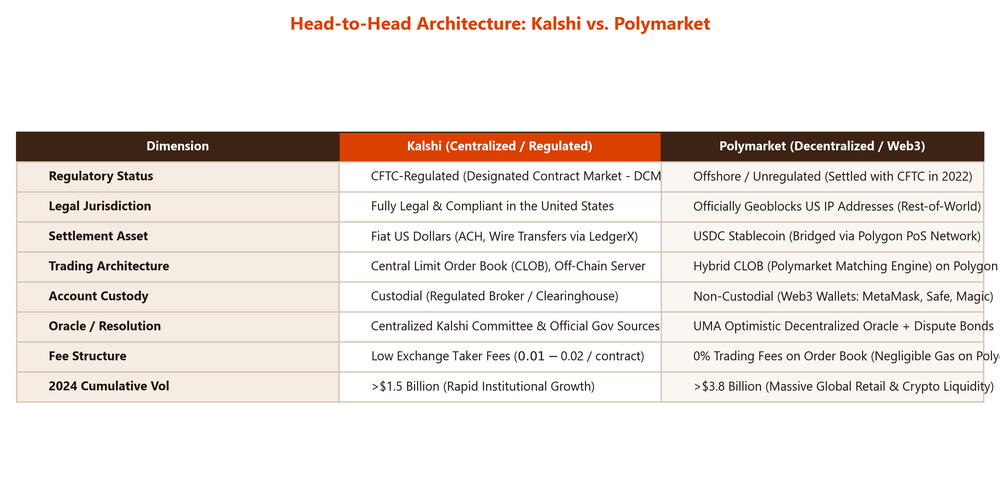 Head-to-Head Architecture: Kalshi vs. Polymarket
Dimension Kalshi (Centralized / Regulated) Polymarket (Decentralized / Web3)
Regulatory Status CFTC-Regulated (Designated Contract Market - DCM Offshore / Unregulated (Settled with CFTC in 2022)
Legal Jurisdiction Fully Legal & Compliant in the United States Officially Geoblocks US IP Addresses (Rest-of-World)
Settlement Asset Fiat US Dollars (ACH, Wire Transfers via LedgerX) USDC Stablecoin (Bridged via Polygon PoS Network)
Trading Architecture Central Limit Order Book (CLOB), Off-Chain Server Hybrid CLOB (Polymarket Matching Engine) on Polygon
Account Custody Custodial (Regulated Broker / Clearinghouse) Non-Custodial (Web3 Wallets: MetaMask, Safe, Magic)
Oracle / Resolution Centralized Kalshi Committee & Official Gov Sources UMA Optimistic Decentralized Oracle + Dispute Bonds
Fee Structure Low Exchange Taker Fees (0.01 − 0.02 / contract) 0% Trading Fees on Order Book (Negligible Gas on
2024 Cumulative Vol >$1.5 Billion (Rapid Institutional Growth) >$3.8 Billion (Massive Global Retail & Crypto Liquidity)